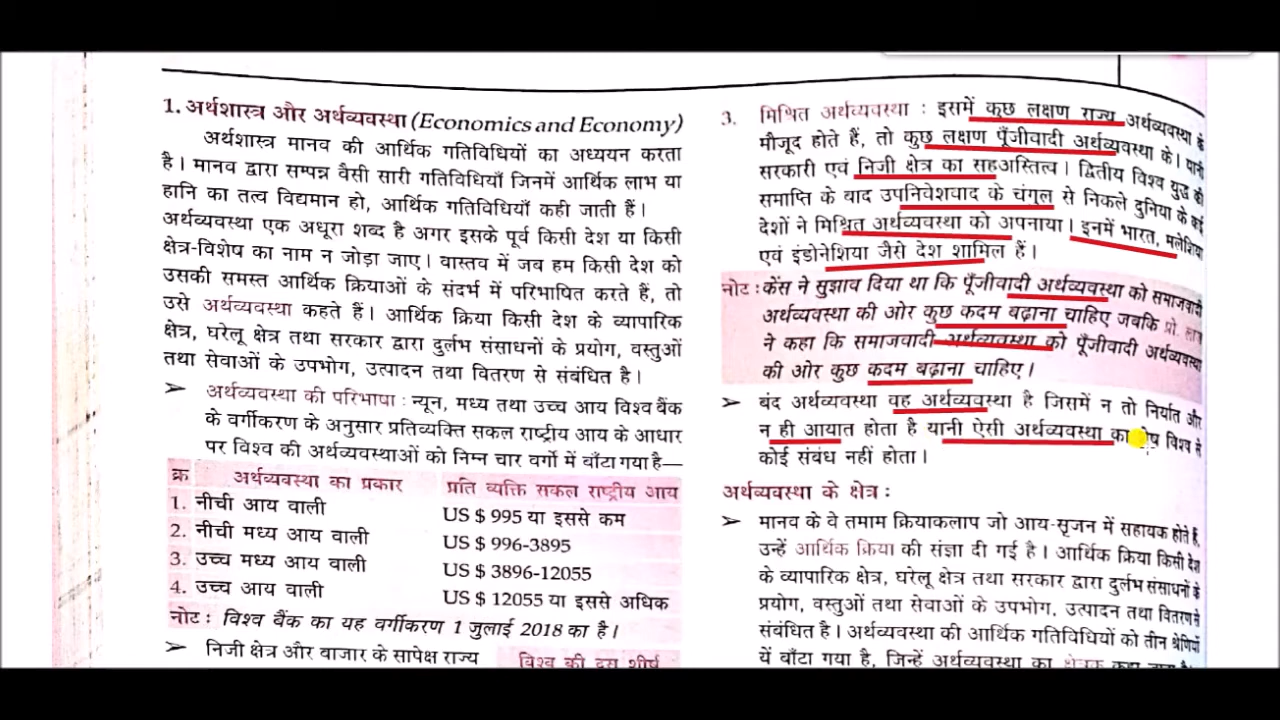 1. अर्थशास्त्र और अर्थव्यवस्था (Economics and Economy)
अर्थशास्त्र मानव की आर्थिक गतिविधियों का अध्ययन करता
है। मानव द्वारा सम्पन्न वैसी सारी गतिविधियाँ जिनमें आर्थिक लाभ या
हानि का तत्व विद्यमान हो, आर्थिक गतिविधियाँ कही जाती हैं।
अर्थव्यवस्था एक अधूरा शब्द है अगर इसके पूर्व किसी देश या किसी
क्षेत्र-विशेष का नाम न जोड़ा जाए। वास्तव में जब हम किसी देश को
उसकी समस्त आर्थिक क्रियाओं के संदर्भ में परिभाषित करते हैं, तो
उसे अर्थव्यवस्था कहते हैं। आर्थिक क्रिया किसी देश के व्यापारिक
क्षेत्र, घरेलू क्षेत्र तथा सरकार द्वारा दुर्लभ संसाधनों के प्रयोग, वस्तुओं
तथा सेवाओं के उपभोग, उत्पादन तथा वितरण से संबंधित है।
➤ अर्थव्यवस्था की परिभाषा : न्यून, मध्य तथा उच्च आय विश्व बैंक
के वर्गीकरण के अनुसार प्रतिव्यक्ति सकल राष्ट्रीय आय के आधार
पर विश्व की अर्थव्यवस्थाओं को निम्न चार वर्गो में बाँटा गया है—
क्र अर्थव्यवस्था का प्रकार प्रति व्यक्ति सकल राष्ट्रीय आय
1. नीची आय वाली US $ 995 या इससे कम
2. नीची मध्य आय वाली US $ 996-3895
3. उच्च मध्य आय वाली US $ 3896-12055
4. उच्च आय वाली US $ 12055 या इससे अधिक
नोट : विश्व बैंक का यह वर्गीकरण 1 जुलाई 2018 का है।
➤ निजी क्षेत्र और बाजार के सापेक्ष राज्य
विश्व की दस शीर्ष
3. मिश्रित अर्थव्यवस्था : इसमें कुछ लक्षण राज्य अर्थव्यवस्था के
मौजूद होते हैं, तो कुछ लक्षण पूँजीवादी अर्थव्यवस्था के। यानी
सरकारी एवं निजी क्षेत्र का सहअस्तित्व। द्वितीय विश्व युद्ध की
समाप्ति के बाद उपनिवेशवाद के चंगुल से निकले दुनिया के कई
देशों ने मिश्रित अर्थव्यवस्था को अपनाया। इनमें भारत, मलेशिया
एवं इंडोनेशिया जैसे देश शामिल हैं।
नोट : केंस ने सुझाव दिया था कि पूँजीवादी अर्थव्यवस्था को समाजवादी
अर्थव्यवस्था की ओर कुछ कदम बढ़ाना चाहिए जबकि प्रो.
ने कहा कि समाजवादी अर्थव्यवस्था को पूँजीवादी अर्थव्यवस्था
की ओर कुछ कदम बढ़ाना चाहिए।
➤ बंद अर्थव्यवस्था वह अर्थव्यवस्था है जिसमें न तो निर्यात और
न ही आयात होता है यानी ऐसी अर्थव्यवस्था का शेष विश्व से
कोई संबंध नहीं होता।
अर्थव्यवस्था के क्षेत्र :
➤ मानव के वे तमाम क्रियाकलाप जो आय-सृजन में सहायक होते हैं,
उन्हें आर्थिक क्रिया की संज्ञा दी गई है। आर्थिक क्रिया किसी देश
के व्यापारिक क्षेत्र, घरेलू क्षेत्र तथा सरकार द्वारा दुर्लभ संसाधनों के
प्रयोग, वस्तुओं तथा सेवाओं के उपभोग, उत्पादन तथा वितरण से
संबंधित है। अर्थव्यवस्था की आर्थिक गतिविधियों को तीन श्रेणियों
में बाँटा गया है, जिन्हें अर्थव्यवस्था का क्षेत्रक कहा जाता है।